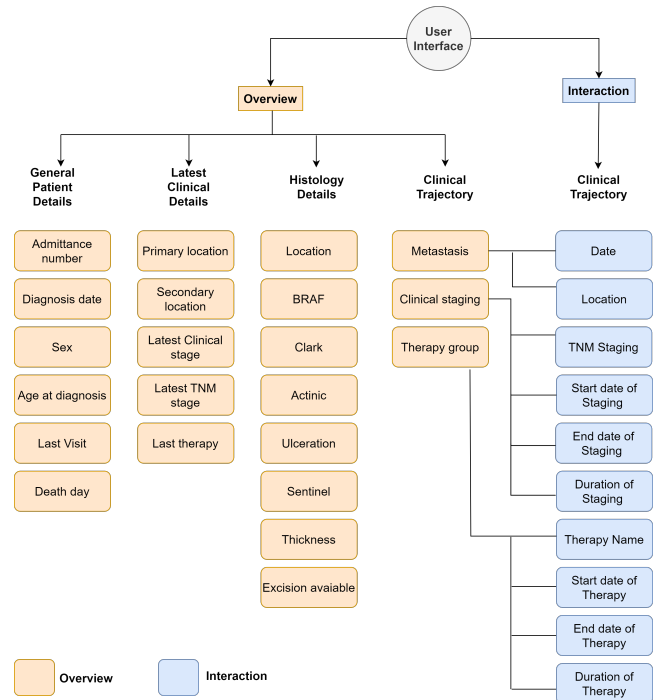 User
Interface
Overview
Interaction
General
Patient
Details
Latest
Clinical
Details
Histology
Details
Clinical
Trajectory
Clinical
Trajectory
Admittance
number
Diagnosis date
Sex
Age at diagnosis
Last Visit
Death day
Primary location
Secondary
location
Latest Clinical
stage
Latest TNM
stage
Last therapy
Location
BRAF
Clark
Actinic
Ulceration
Sentinel
Thickness
Excision avaiable
Metastasis
Clinical staging
Therapy group
Date
Location
TNM Staging
Start date of
Staging
End date of
Staging
Duration of
Staging
Therapy Name
Start date of
Therapy
End date of
Therapy
Duration of
Therapy
Overview
Interaction